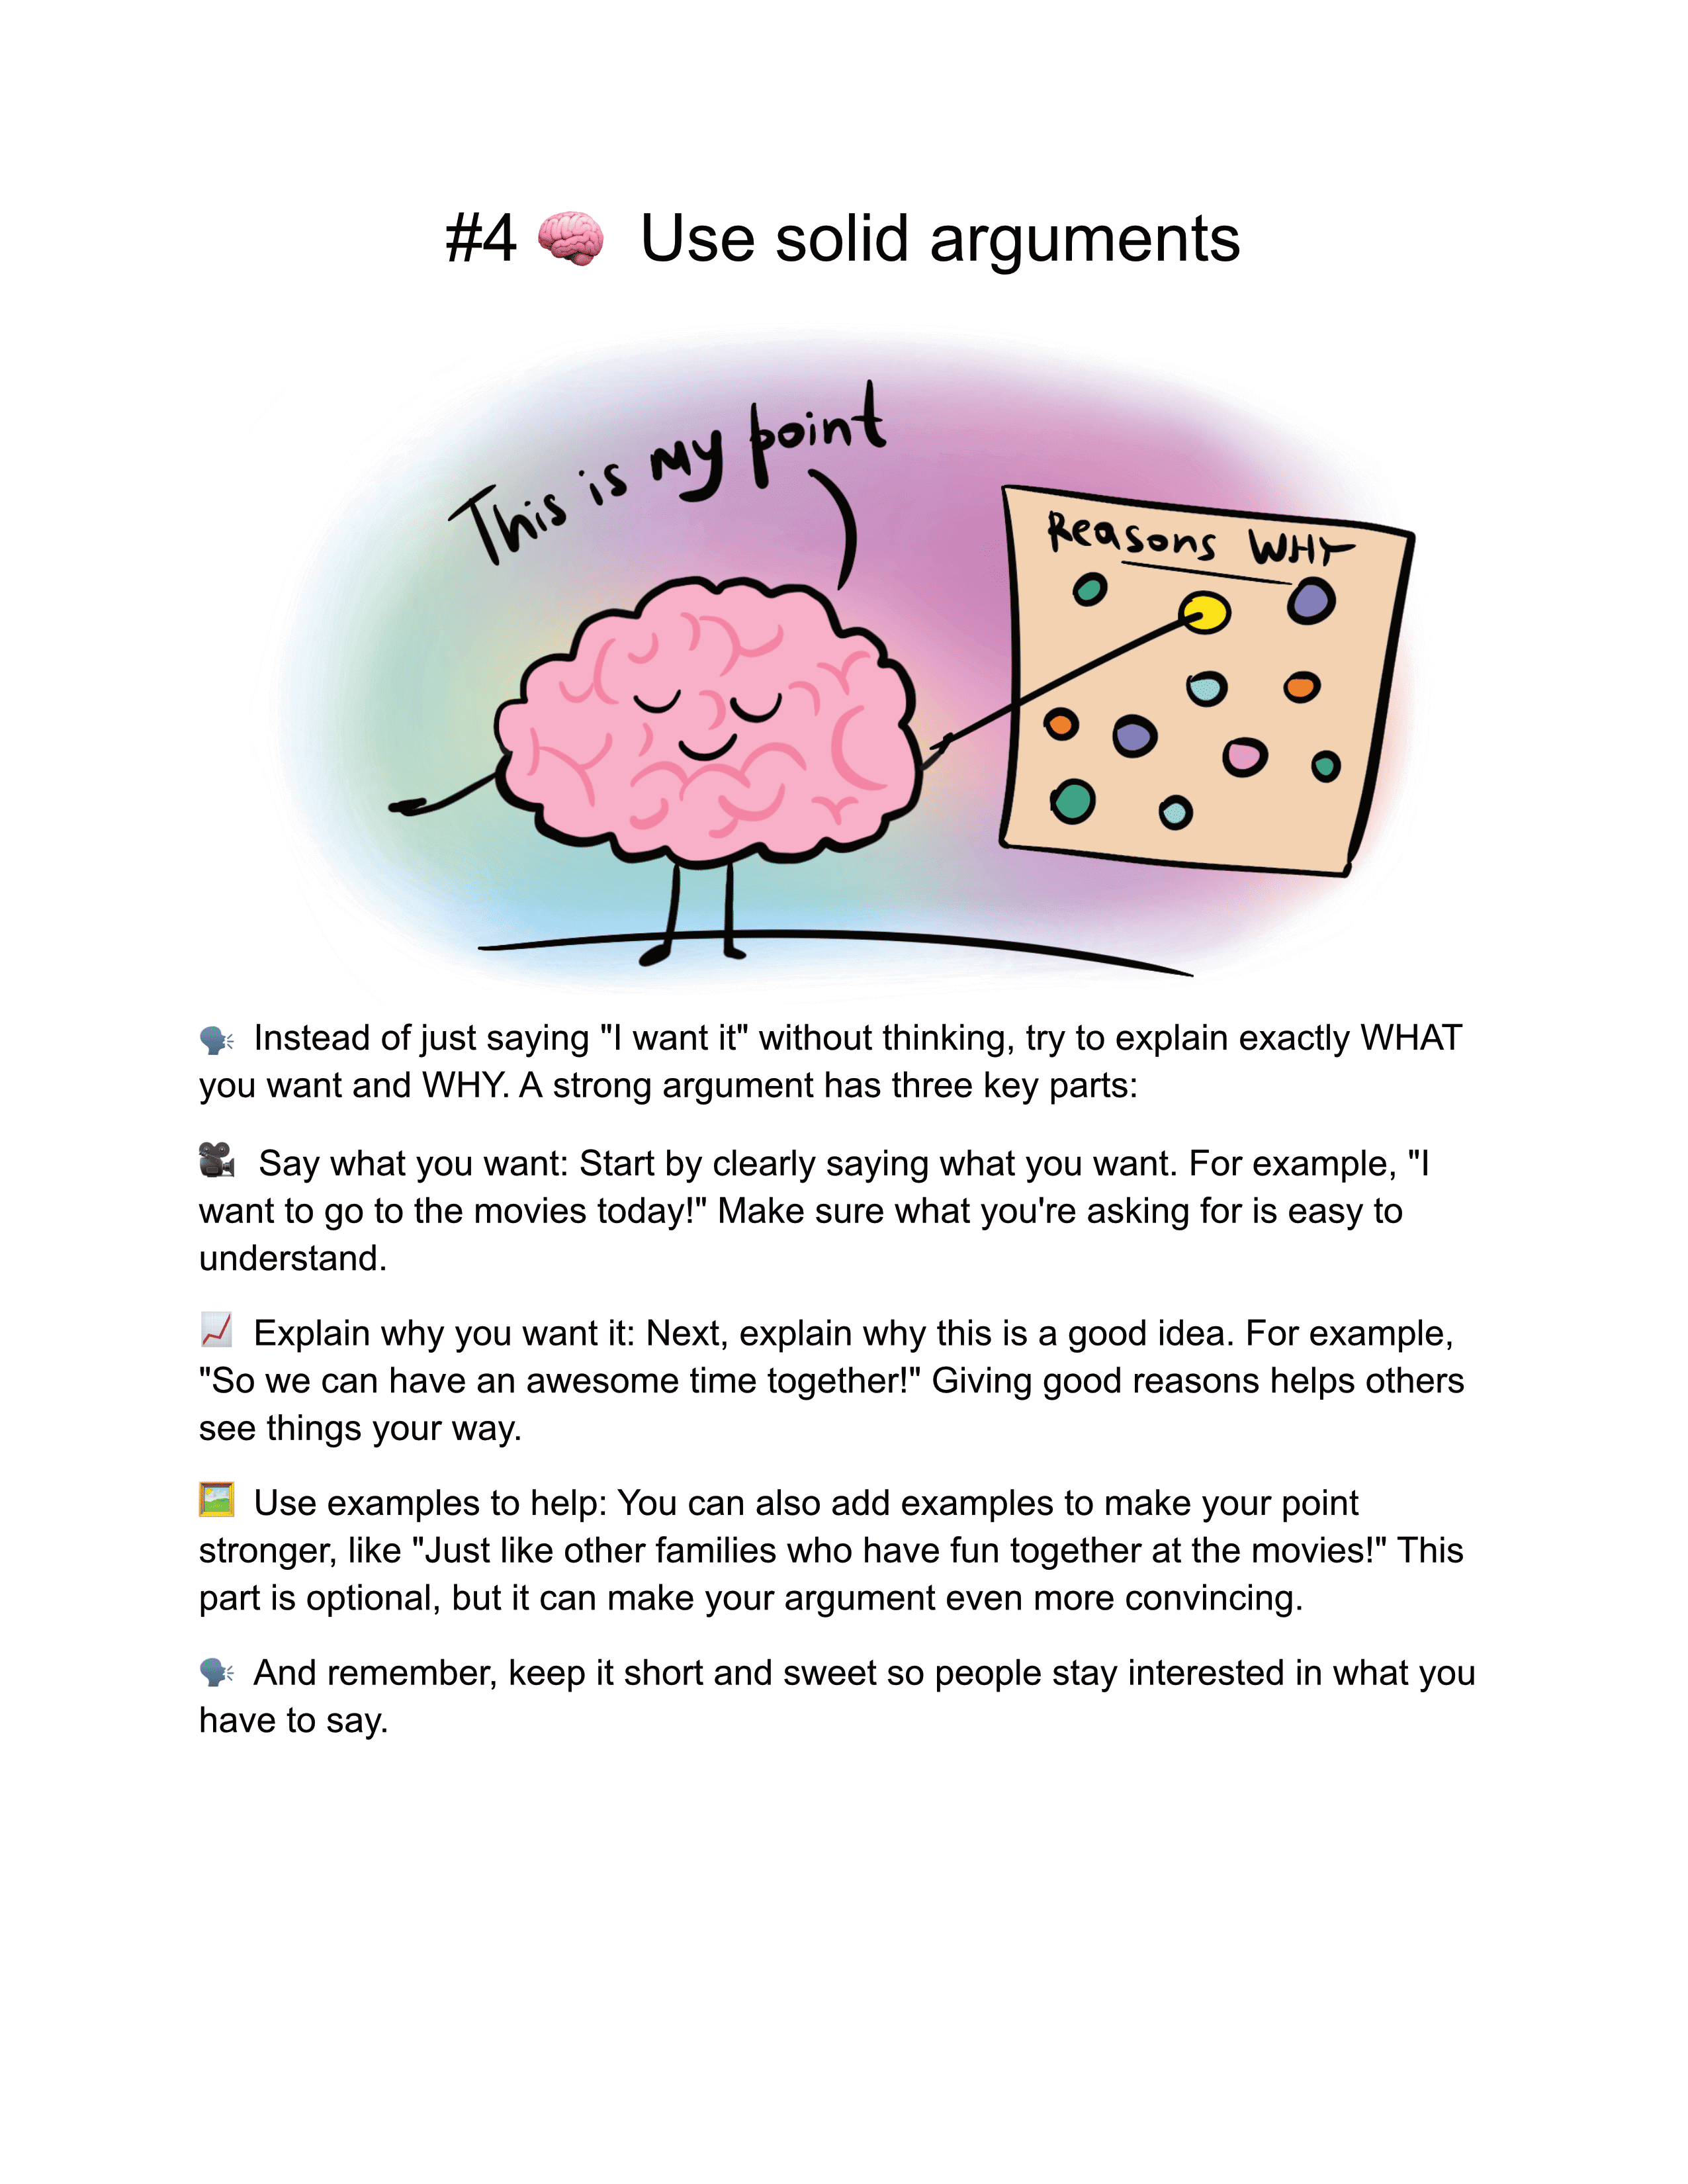 #4 🧠 Use solid arguments
This is my point
Reasons WHY
🗣️ Instead of just saying "I want it" without thinking, try to explain exactly WHAT
you want and WHY. A strong argument has three key parts:
🎥 Say what you want: Start by clearly saying what you want. For example, "I
want to go to the movies today!" Make sure what you're asking for is easy to
understand.
📈 Explain why you want it: Next, explain why this is a good idea. For example,
"So we can have an awesome time together!" Giving good reasons helps others
see things your way.
🖼️ Use examples to help: You can also add examples to make your point
stronger, like "Just like other families who have fun together at the movies!" This
part is optional, but it can make your argument even more convincing.
🗣️ And remember, keep it short and sweet so people stay interested in what you
have to say.